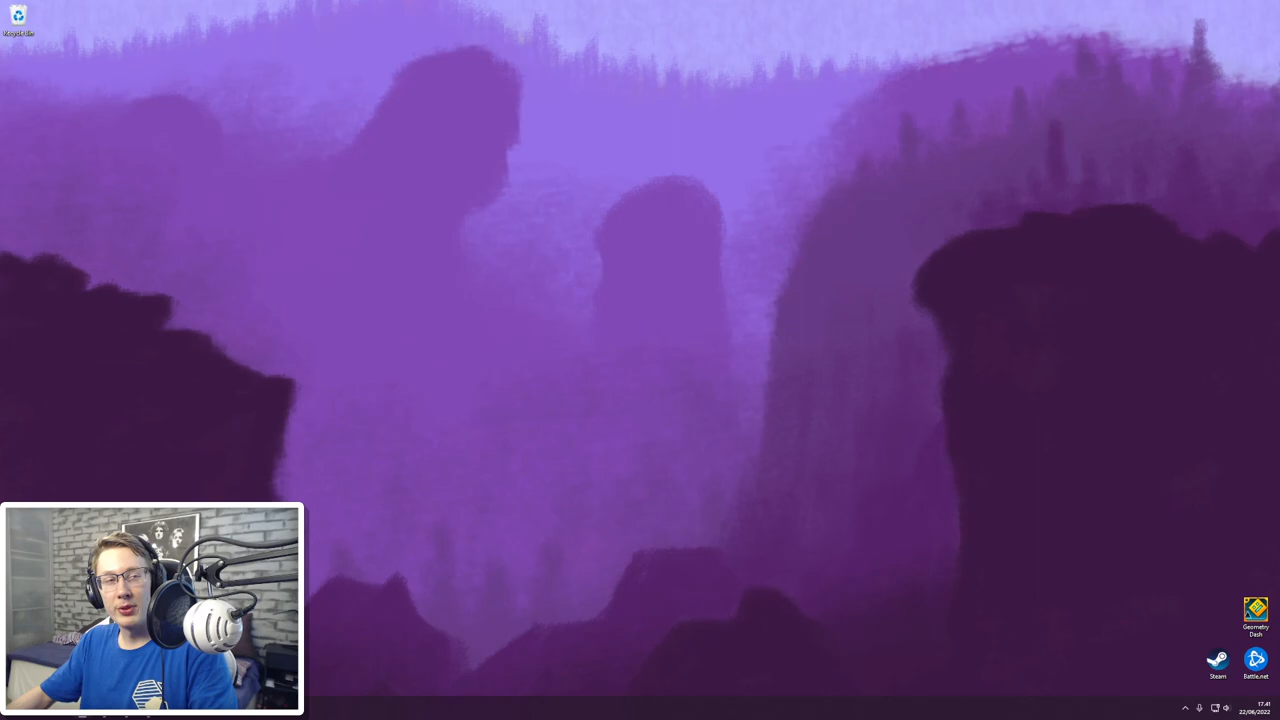 Recycle Bin
Geometry
Dash
Steam
Battle.net
17.41
22/06/2022